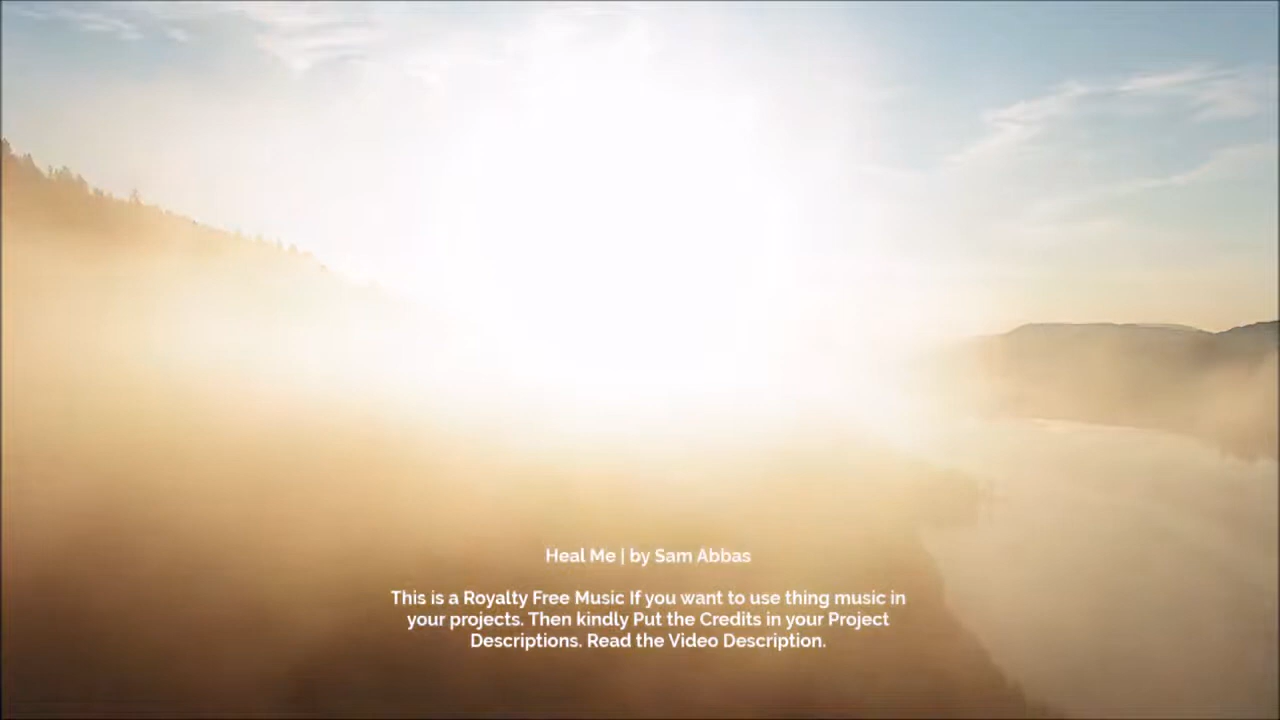 Heal Me | by Sam Abbas
This is a Royalty Free Music If you want to use thing music in
your projects. Then kindly Put the Credits in your Project
Descriptions. Read the Video Description.